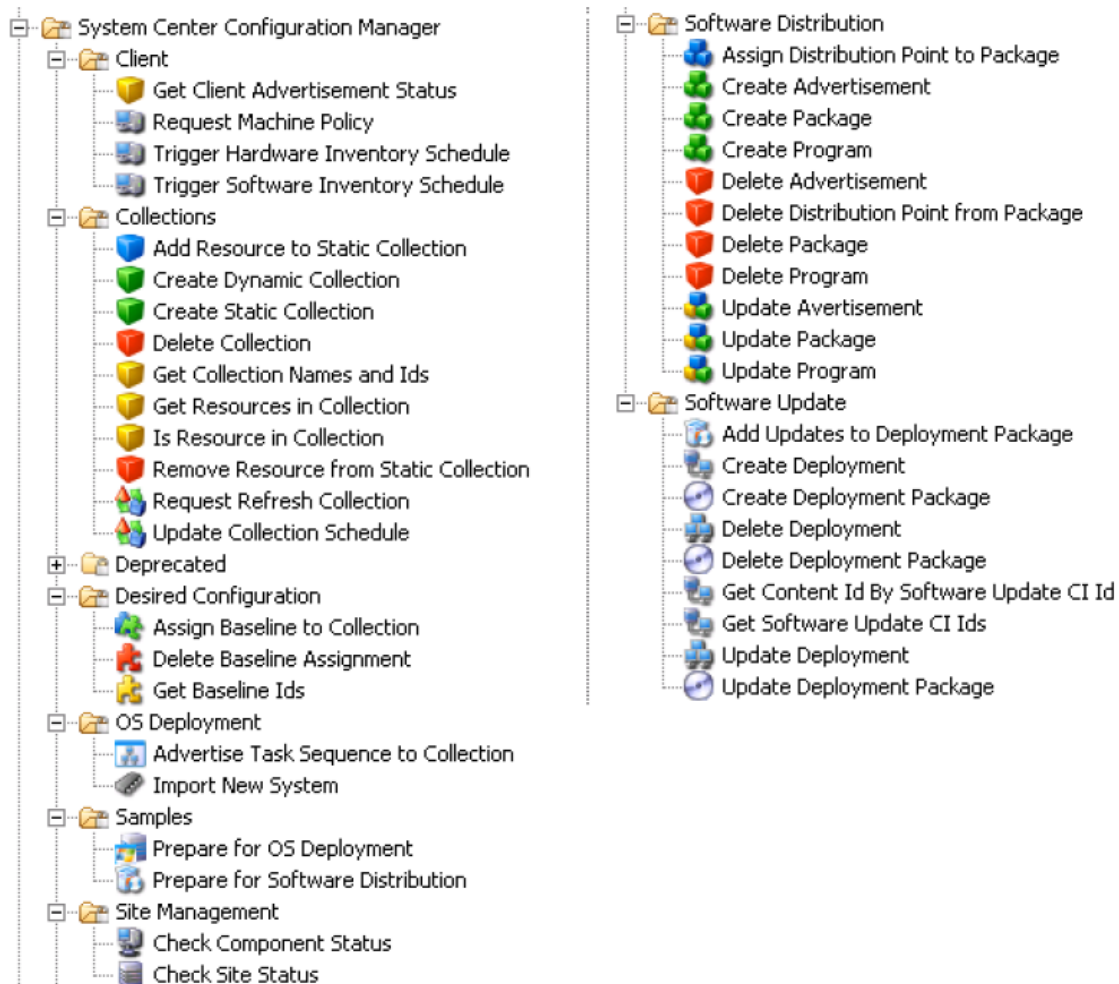 System Center Configuration Manager
Client
Get Client Advertisement Status
Request Machine Policy
Trigger Hardware Inventory Schedule
Trigger Software Inventory Schedule
Collections
Add Resource to Static Collection
Create Dynamic Collection
Create Static Collection
Delete Collection
Get Collection Names and Ids
Get Resources in Collection
Is Resource in Collection
Remove Resource from Static Collection
Request Refresh Collection
Update Collection Schedule
Deprecated
Desired Configuration
Assign Baseline to Collection
Delete Baseline Assignment
Get Baseline Ids
OS Deployment
Advertise Task Sequence to Collection
Import New System
Samples
Prepare for OS Deployment
Prepare for Software Distribution
Site Management
Check Component Status
Check Site Status
Software Distribution
Assign Distribution Point to Package
Create Advertisement
Create Package
Create Program
Delete Advertisement
Delete Distribution Point from Package
Delete Package
Delete Program
Update Avertisement
Update Package
Update Program
Software Update
Add Updates to Deployment Package
Create Deployment
Create Deployment Package
Delete Deployment
Delete Deployment Package
Get Content Id By Software Update CI Id
Get Software Update CI Ids
Update Deployment
Update Deployment Package